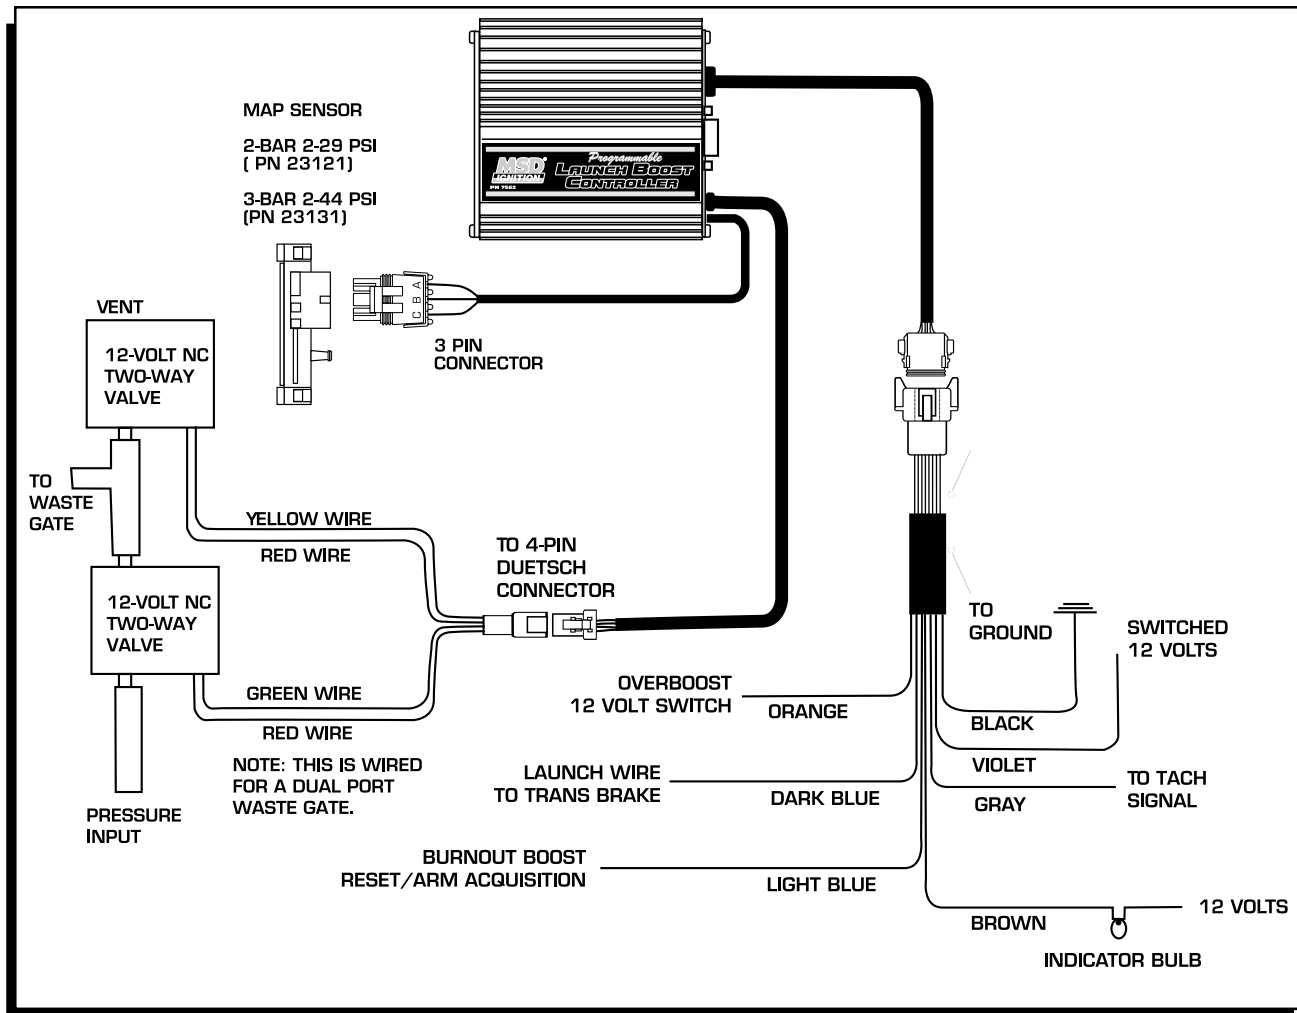 MAP SENSOR
2-BAR 2-29 PSI
( PN 23121)
3-BAR 2-44 PSI
(PN 23131)
MSD
IGNITION
PN 7562
Programmable
LAUNCH BOOST
CONTROLLER
A
B
C
3 PIN
CONNECTOR
VENT
12-VOLT NC
TWO-WAY
VALVE
TO
WASTE
GATE
YELLOW WIRE
RED WIRE
TO 4-PIN
DUETSCH
CONNECTOR
12-VOLT NC
TWO-WAY
VALVE
GREEN WIRE
RED WIRE
NOTE: THIS IS WIRED
FOR A DUAL PORT
WASTE GATE.
PRESSURE
INPUT
TO
GROUND
SWITCHED
12 VOLTS
OVERBOOST
12 VOLT SWITCH
ORANGE
BLACK
VIOLET
LAUNCH WIRE
TO TRANS BRAKE
DARK BLUE
GRAY
TO TACH
SIGNAL
BURNOUT BOOST
RESET/ARM ACQUISITION
LIGHT BLUE
BROWN
12 VOLTS
INDICATOR BULB